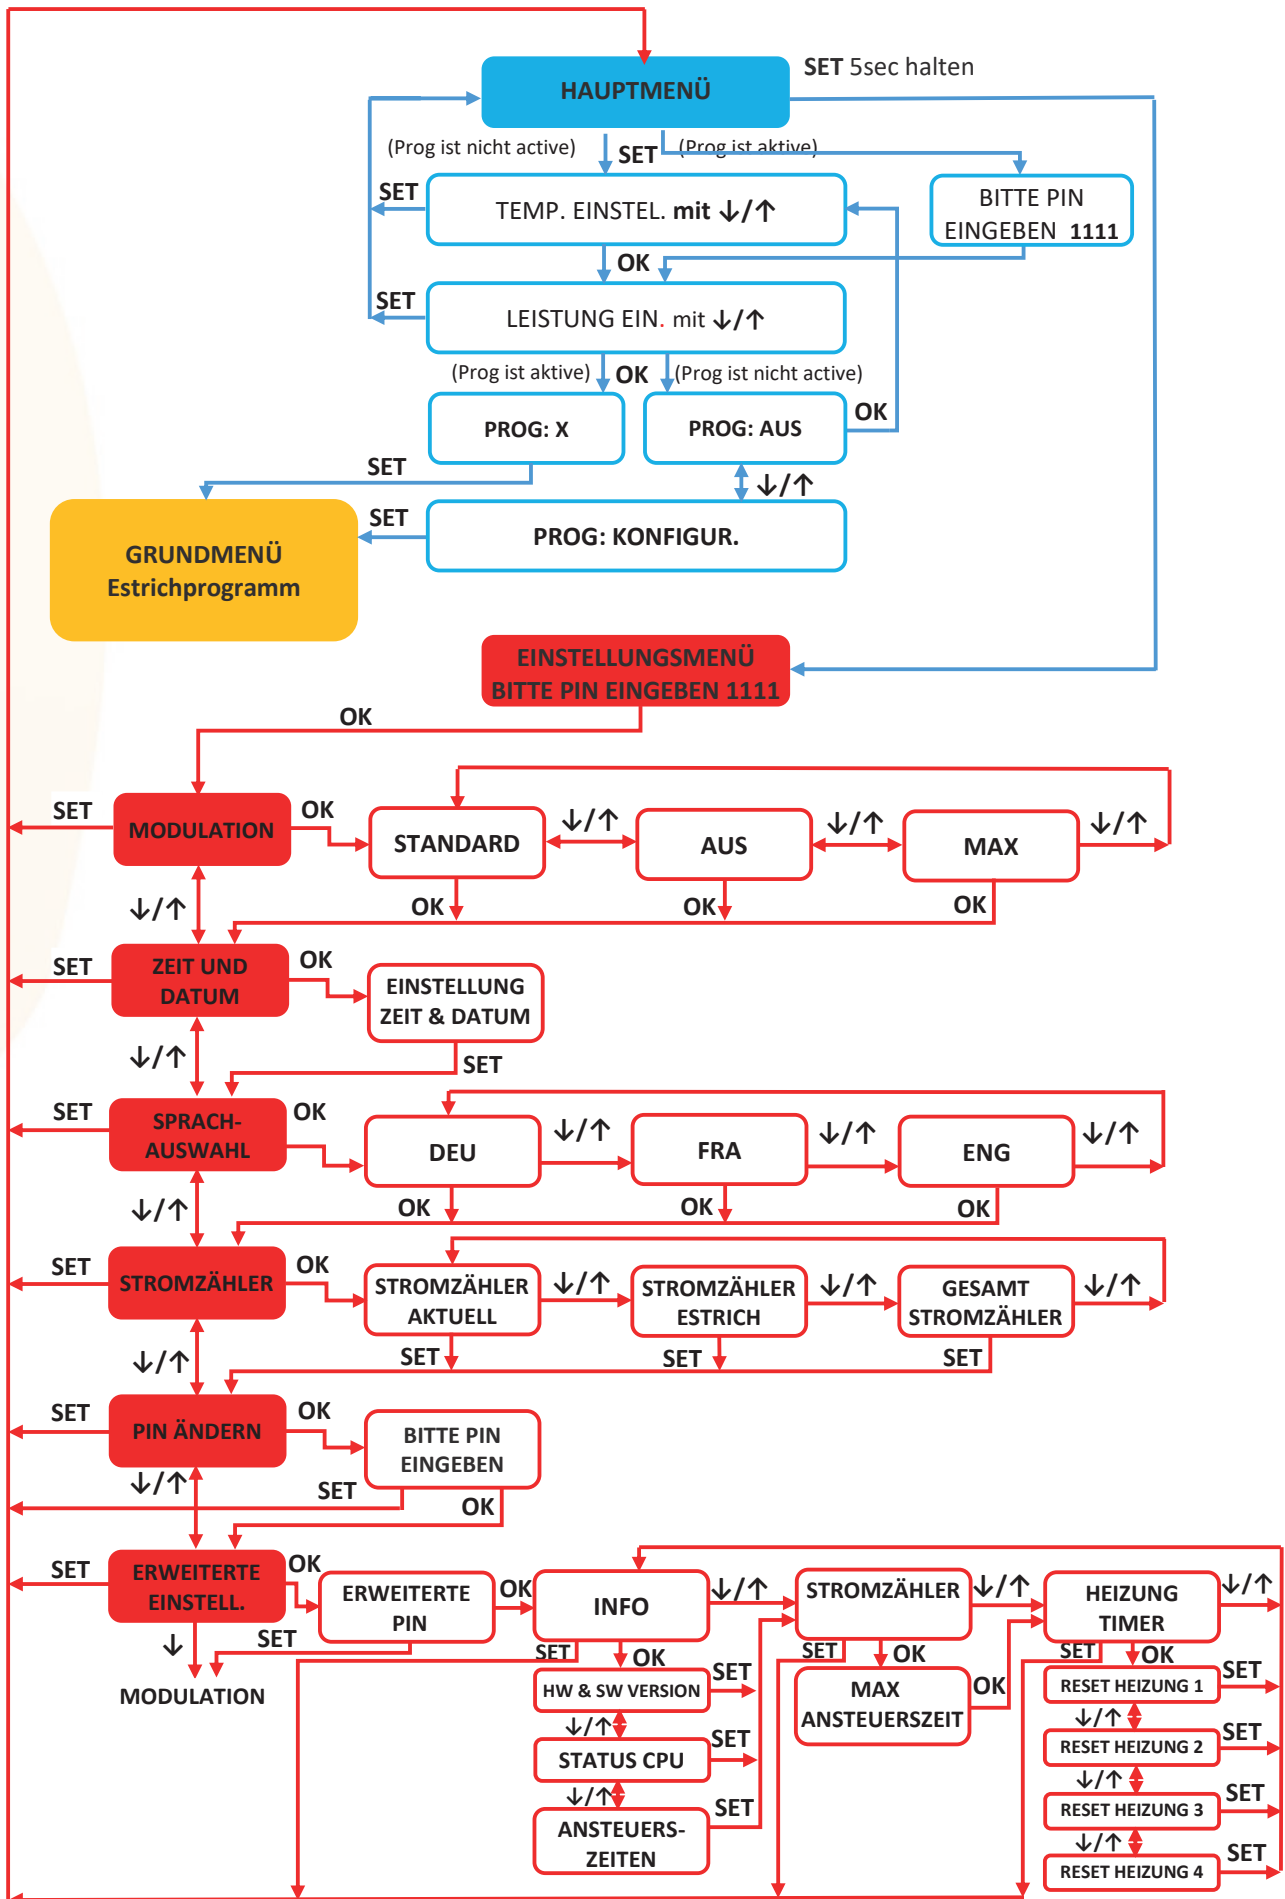 SET 5sec halten
HAUPTMENÜ
(Prog ist nicht active)
SET
(Prog ist aktive)
SET
TEMP. EINSTEL. mit ↓/↑
BITTE PIN
EINGEBEN 1111
OK
SET
LEISTUNG EIN. mit ↓/↑
(Prog ist aktive)
OK
(Prog ist nicht active)
PROG: X
PROG: AUS
OK
SET
↓/↑
SET
PROG: KONFIGUR.
GRUNDMENÜ
Estrichprogramm
EINSTELLUNGSMENÜ
BITTE PIN EINGEBEN 1111
OK
SET
MODULATION
OK
STANDARD
↓/↑
AUS
↓/↑
MAX
↓/↑
↓/↑
OK
OK
OK
SET
ZEIT UND
DATUM
OK
EINSTELLUNG
ZEIT & DATUM
↓/↑
SET
SET
SPRACH-
AUSWAHL
OK
DEU
↓/↑
FRA
↓/↑
ENG
↓/↑
↓/↑
OK
OK
OK
SET
STROMZÄHLER
OK
STROMZÄHLER
AKTUELL
↓/↑
STROMZÄHLER
ESTRICH
↓/↑
GESAMT
STROMZÄHLER
↓/↑
↓/↑
SET
SET
SET
SET
PIN ÄNDERN
OK
BITTE PIN
EINGEBEN
↓/↑
SET
OK
SET
ERWEITERTE
EINSTELL.
OK
ERWEITERTE
PIN
OK
INFO
↓/↑
STROMZÄHLER
↓/↑
HEIZUNG
TIMER
↓/↑
↓
SET
MODULATION
SET
OK
SET
OK
SET
OK
HW & SW VERSION
SET
MAX
ANSTEUERSZEIT
OK
RESET HEIZUNG 1
SET
↓/↑
↓/↑
STATUS CPU
SET
RESET HEIZUNG 2
SET
↓/↑
↓/↑
ANSTEUERS-
ZEITEN
SET
RESET HEIZUNG 3
SET
↓/↑
RESET HEIZUNG 4
SET